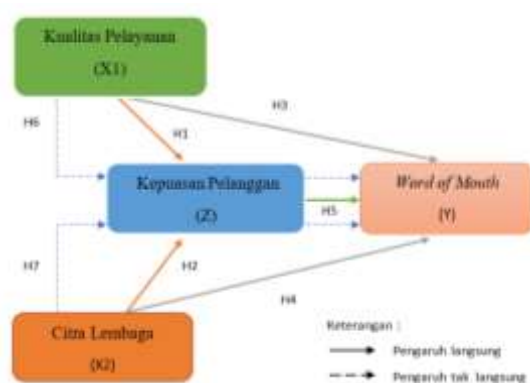 Kualitas Pelayanan
(X1)
H3
H6
H1
Kepuasan Pelanggan
(Z)
Word of Mouth
(Y)
H5
H7
H2
H4
Citra Lembaga
(X2)
Keterangan :
Pengaruh langsung
Pengaruh tak langsung